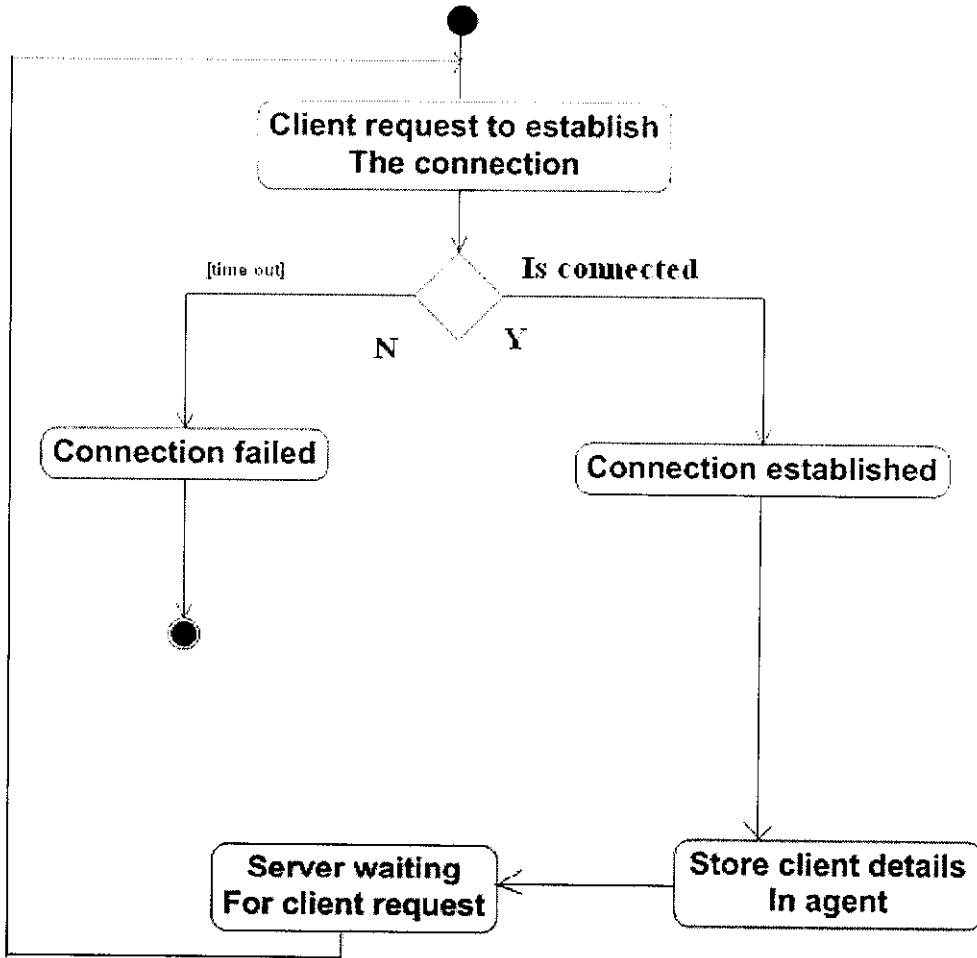 Client request to establish
The connection
[time out]
Is connected
N
Y
Connection failed
Connection established
Server waiting
For client request
Store client details
In agent